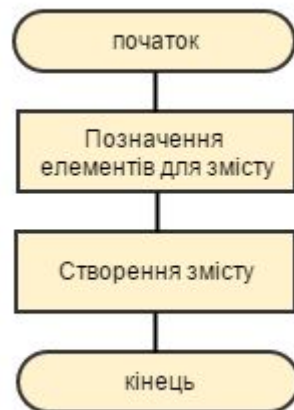 початок
Позначення
елементів для змісту
Створення змісту
кінець